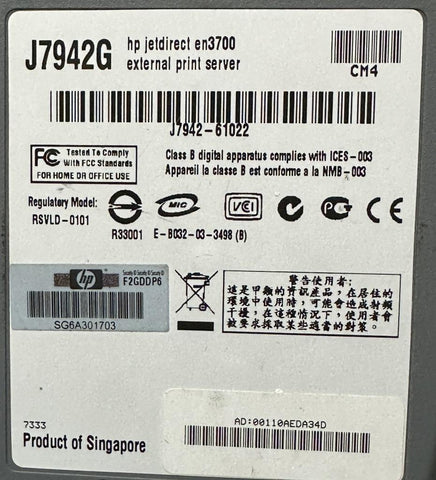 J7942G
hp jetdirect en3700
external print server
CM4
J7942-61022
FC Tested To Comply
With FCC Standards
FOR HOME OR OFFICE USE
Class B digital apparatus complies with ICES-003
Appareil la classe B est conforme a la NMB-003
Regulatory Model:
RSVLD-0101
R33001
MIC
E-B032-03-3498 (B)
VCI
PG
CE
hp
F2GDDP6
SG6A301703
警告使用者:
這是甲類的資訊產品,在居住的
環境中使用時,可能會造成射頻
干擾,在這種情況下,使用者會
被要求採取某些適當的對策。
7333
Product of Singapore
AD:00110AEDA34D